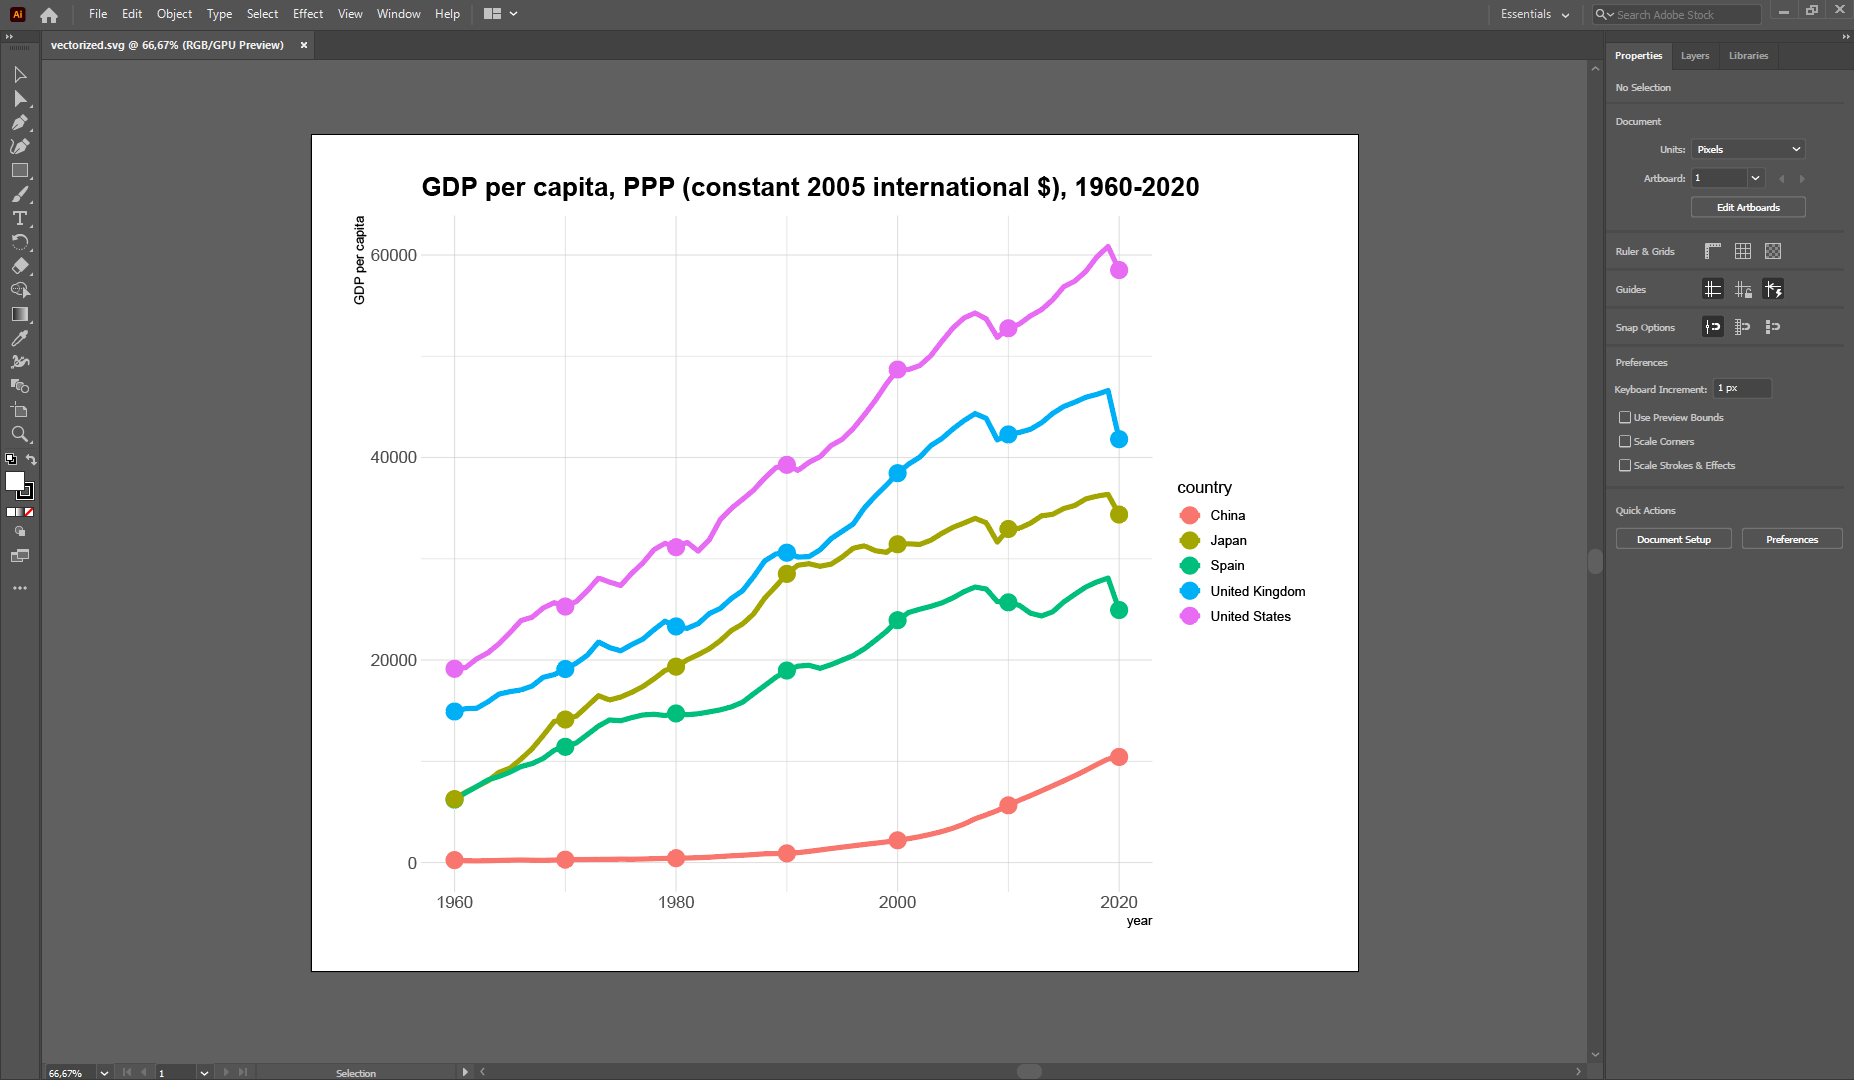 Ai File Edit Object Type Select Effect View Window Help Essentials Search Adobe Stock
vectorized.svg @ 66,67% (RGB/GPU Preview) ×
Properties Layers Libraries
No Selection
Document
Units: Pixels
Artboard: 1
Edit Artboards
Ruler & Grids
Guides
Snap Options
Preferences
Keyboard Increment: 1 px
Use Preview Bounds
Scale Corners
Scale Strokes & Effects
Quick Actions
Document Setup Preferences
GDP per capita, PPP (constant 2005 international $), 1960-2020
GDP per capita
60000
40000
20000
0
1960 1980 2000 2020
year
country
China
Japan
Spain
United Kingdom
United States
66,67% 1 Selection